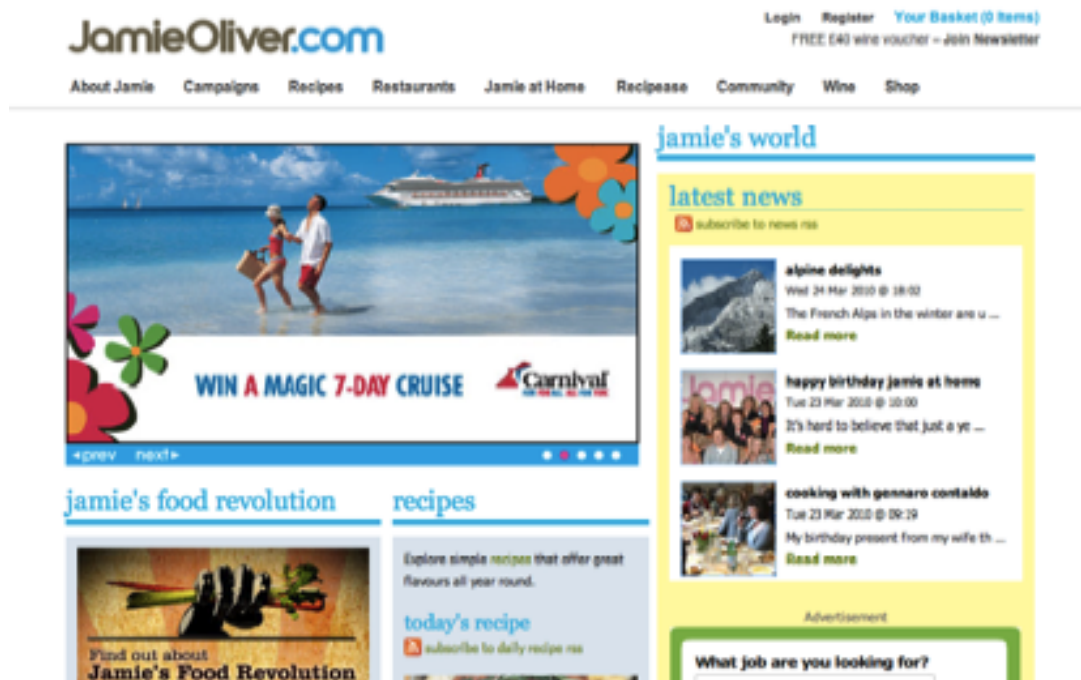 JamieOliver.com
Login Register Your Basket (0 Items)
FREE £40 wine voucher – Join Newsletter
About Jamie Campaigns Recipes Restaurants Jamie at Home Recipease Community Wine Shop
WIN A MAGIC 7-DAY CRUISE
Carnival
prev next
jamie's food revolution
Find out about
Jamie's Food Revolution
recipes
Explore simple recipes that offer great
flavours all year round.
today's recipe
subscribe to daily recipe rss
jamie's world
latest news
subscribe to news rss
alpine delights
Wed 24 Mar 2010 @ 18:02
The French Alps in the winter are u ...
Read more
Jamie
happy birthday jamie at home
Tue 23 Mar 2010 @ 10:00
It's hard to believe that just a ye ...
Read more
cooking with gennaro contaldo
Tue 23 Mar 2010 @ 09:19
My birthday present from my wife th ...
Read more
Advertisement
What job are you looking for?